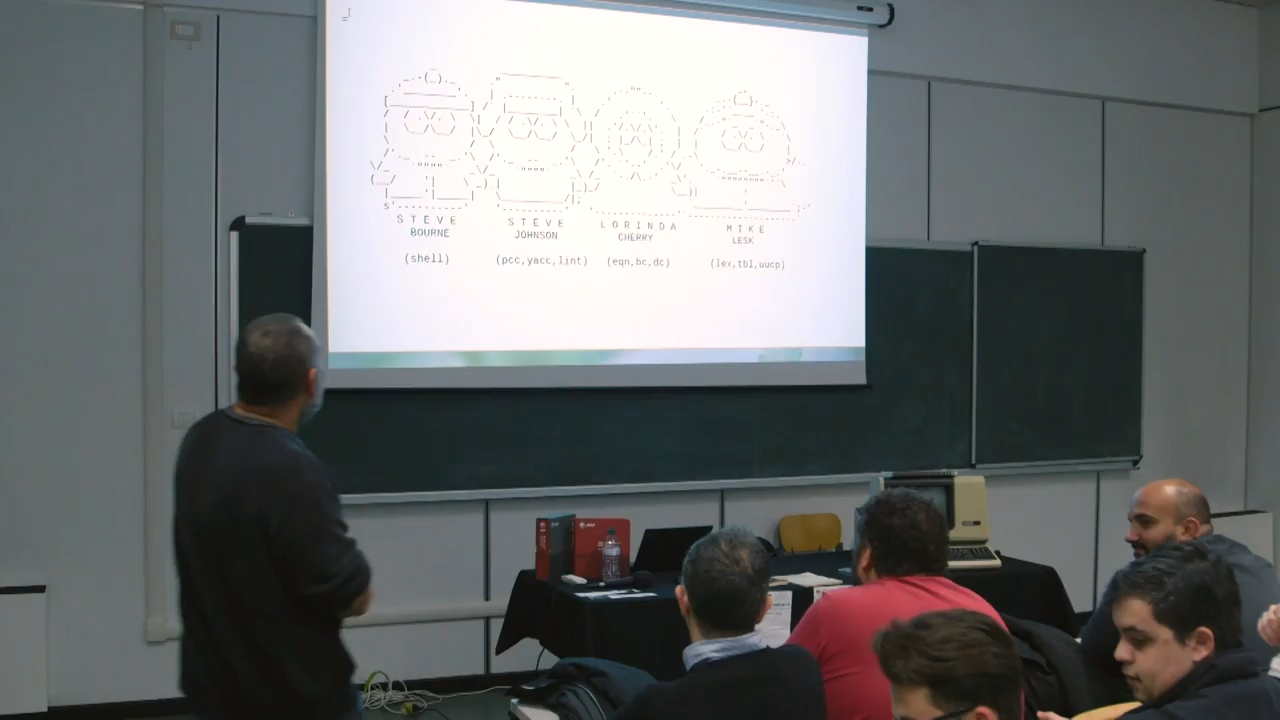 S T E V E
BOURNE
(shell)
S T E V E
JOHNSON
(pcc,yacc,lint)
L O R I N D A
CHERRY
(eqn,bc,dc)
M I K E
LESK
(lex,tbl,uucp)